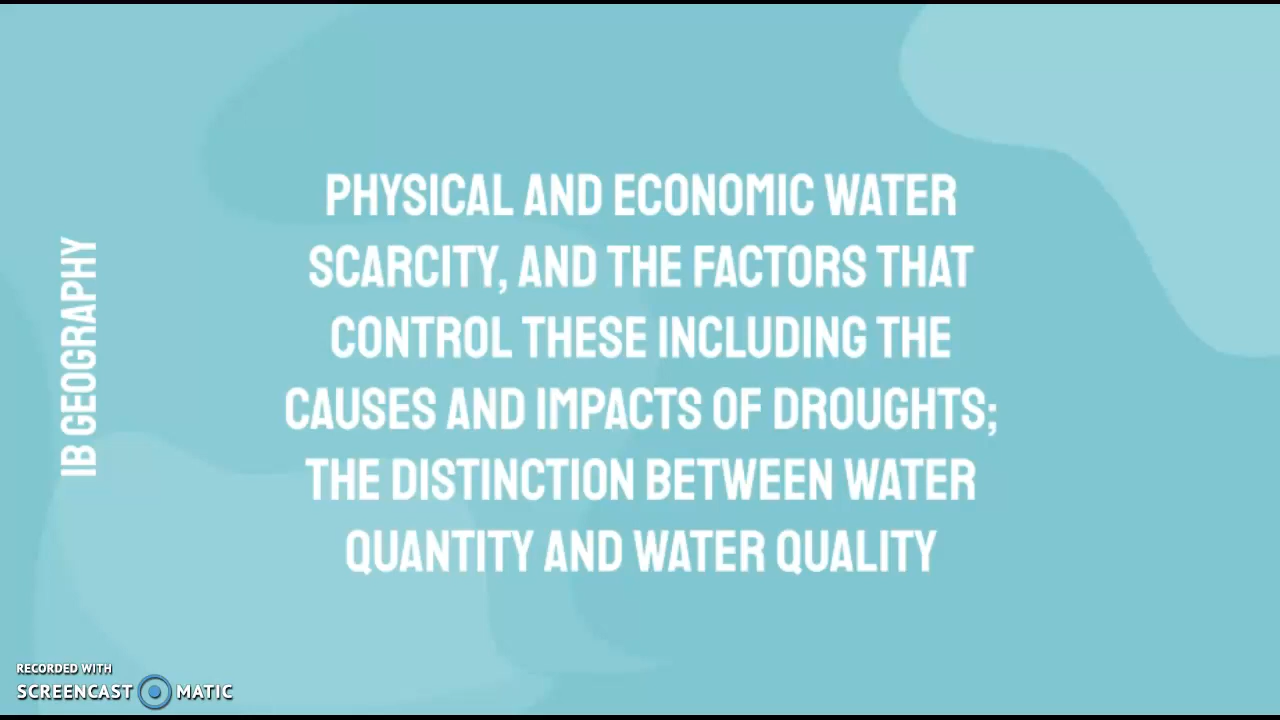 IB GEOGRAPHY
PHYSICAL AND ECONOMIC WATER
SCARCITY, AND THE FACTORS THAT
CONTROL THESE INCLUDING THE
CAUSES AND IMPACTS OF DROUGHTS;
THE DISTINCTION BETWEEN WATER
QUANTITY AND WATER QUALITY
RECORDED WITH
SCREENCAST MATIC